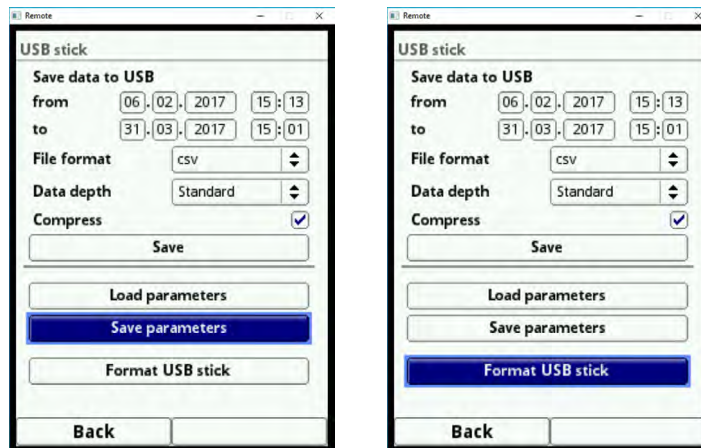 Remote
USB stick
Save data to USB
from 06.02.2017 15:13
to 31.03.2017 15:01
File format csv
Data depth Standard
Compress
Save
Load parameters
Save parameters
Format USB stick
Back
Remote
USB stick
Save data to USB
from 06.02.2017 15:13
to 31.03.2017 15:01
File format csv
Data depth Standard
Compress
Save
Load parameters
Save parameters
Format USB stick
Back